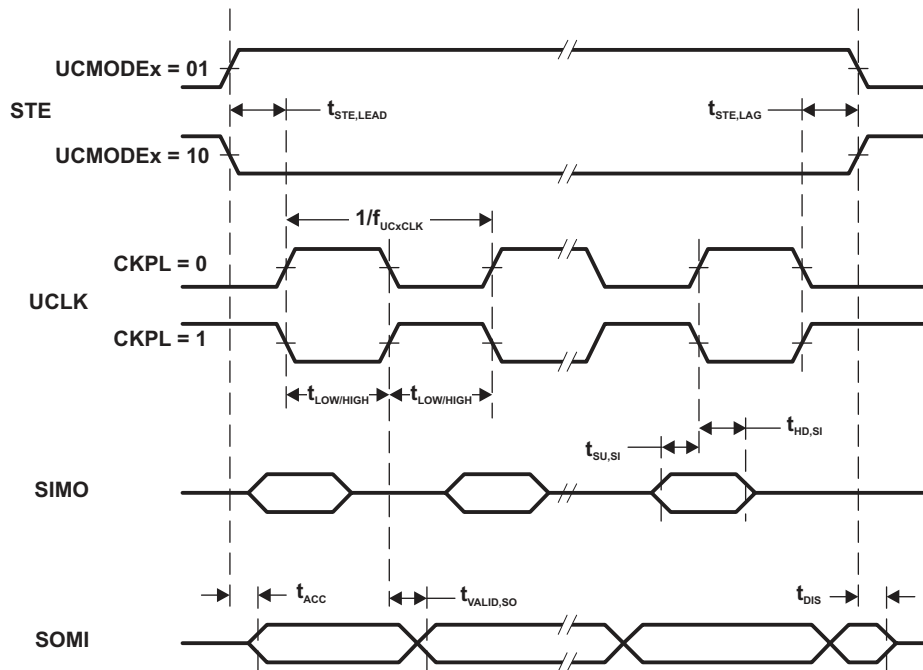 UCMODEx = 01
STE
tSTE,LEAD
tSTE,LAG
UCMODEx = 10
1/fUCxCLK
CKPL = 0
UCLK
CKPL = 1
tLOW/HIGH
tLOW/HIGH
tSU,SI
tHD,SI
SIMO
tACC
tVALID,SO
tDIS
SOMI